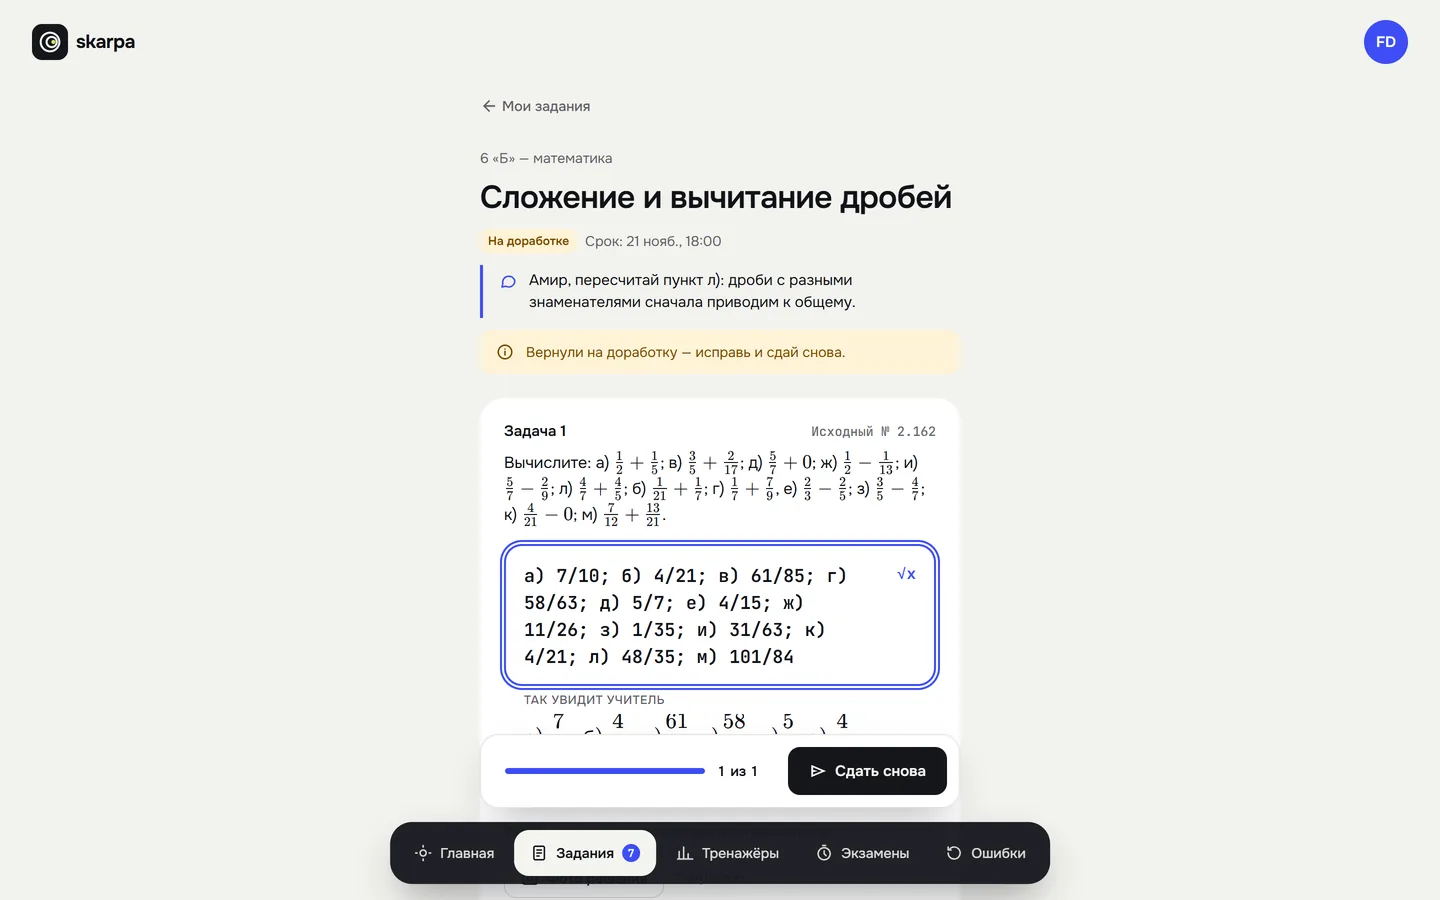 skarpa
FD
← Мои задания
6 «Б» — математика
Сложение и вычитание дробей
На доработке Срок: 21 нояб., 18:00
Амир, пересчитай пункт л): дроби с разными
знаменателями сначала приводим к общему.
Вернули на доработку — исправь и сдай снова.
Задача 1 Исходный № 2.162
Вычислите: а) 1/2 + 1/5; в) 3/5 + 2/17; д) 5/7 + 0; ж) 1/2 − 1/13; и)
5/7 − 2/9; л) 4/7 + 4/5; б) 1/21 + 1/7; г) 1/7 + 7/9, е) 2/3 − 2/5; з) 3/5 − 4/7;
к) 4/21 − 0; м) 7/12 + 13/21.
а) 7/10; б) 4/21; в) 61/85; г) √x
58/63; д) 5/7; е) 4/15; ж)
11/26; з) 1/35; и) 31/63; к)
4/21; л) 48/35; м) 101/84
ТАК УВИДИТ УЧИТЕЛЬ
7 4 61 58 5 4
1 из 1 Сдать снова
Главная Задания 7 Тренажёры Экзамены Ошибки